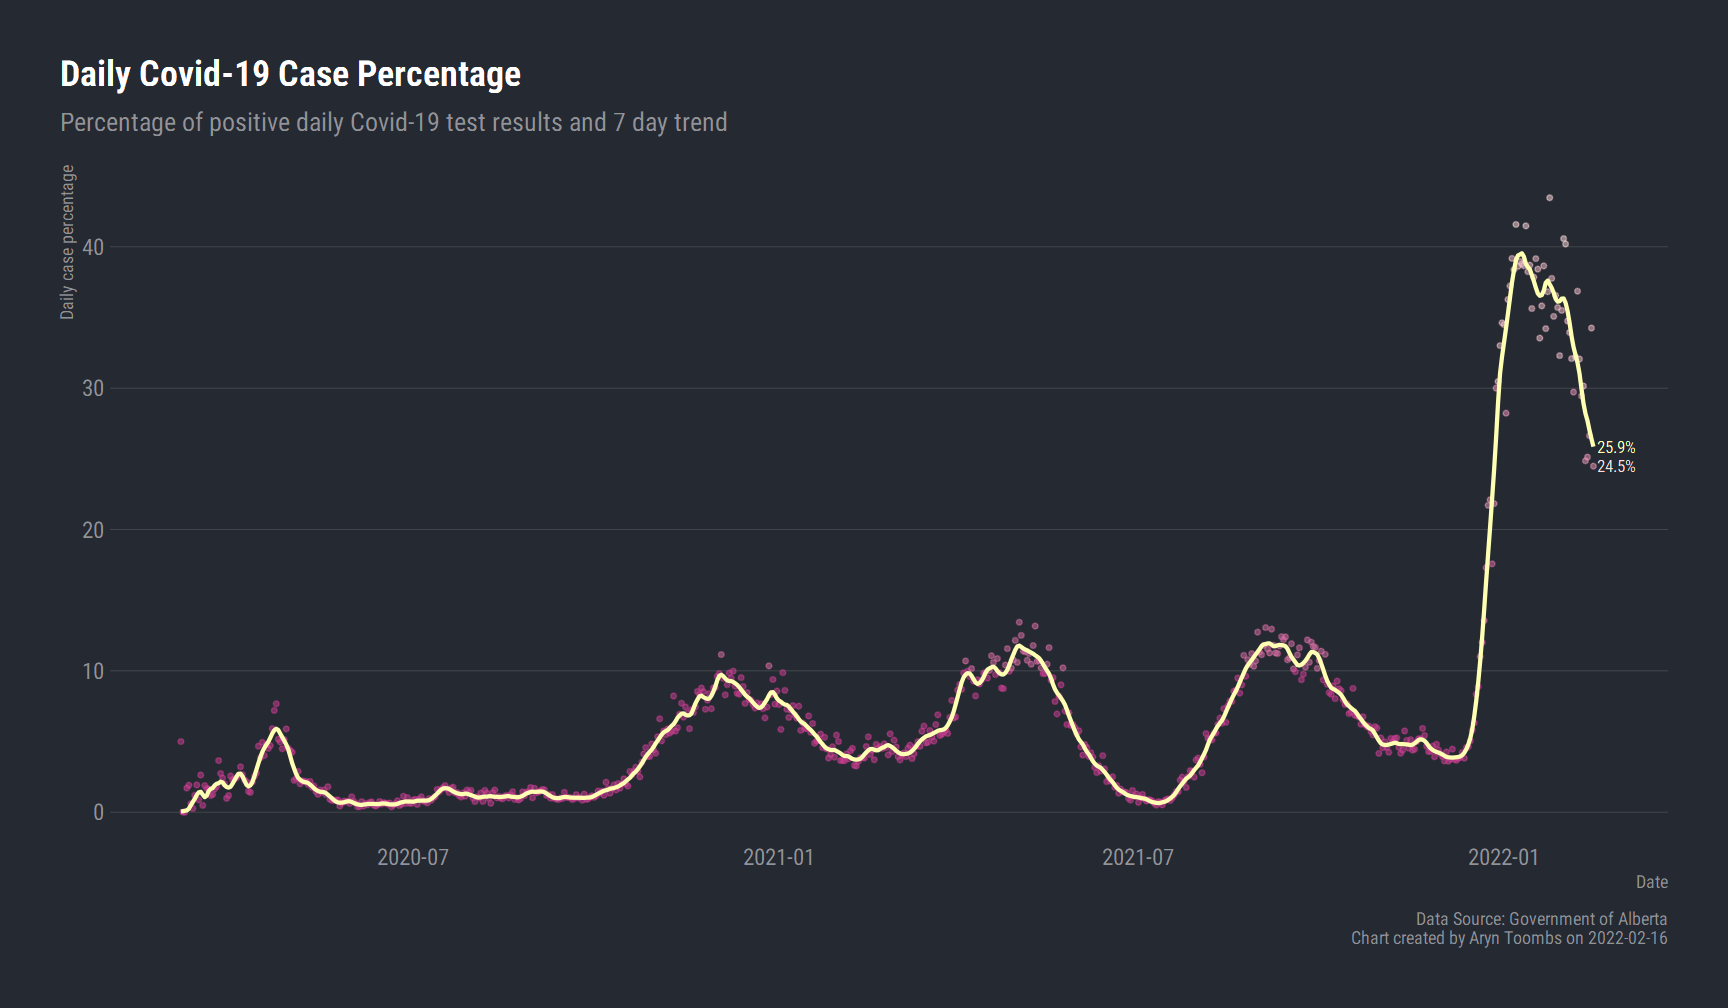 Daily Covid-19 Case Percentage
Percentage of positive daily Covid-19 test results and 7 day trend
Daily case percentage
40
30
20
10
0
25.9%
24.5%
2020-07
2021-01
2021-07
2022-01
Date
Data Source: Government of Alberta
Chart created by Aryn Toombs on 2022-02-16